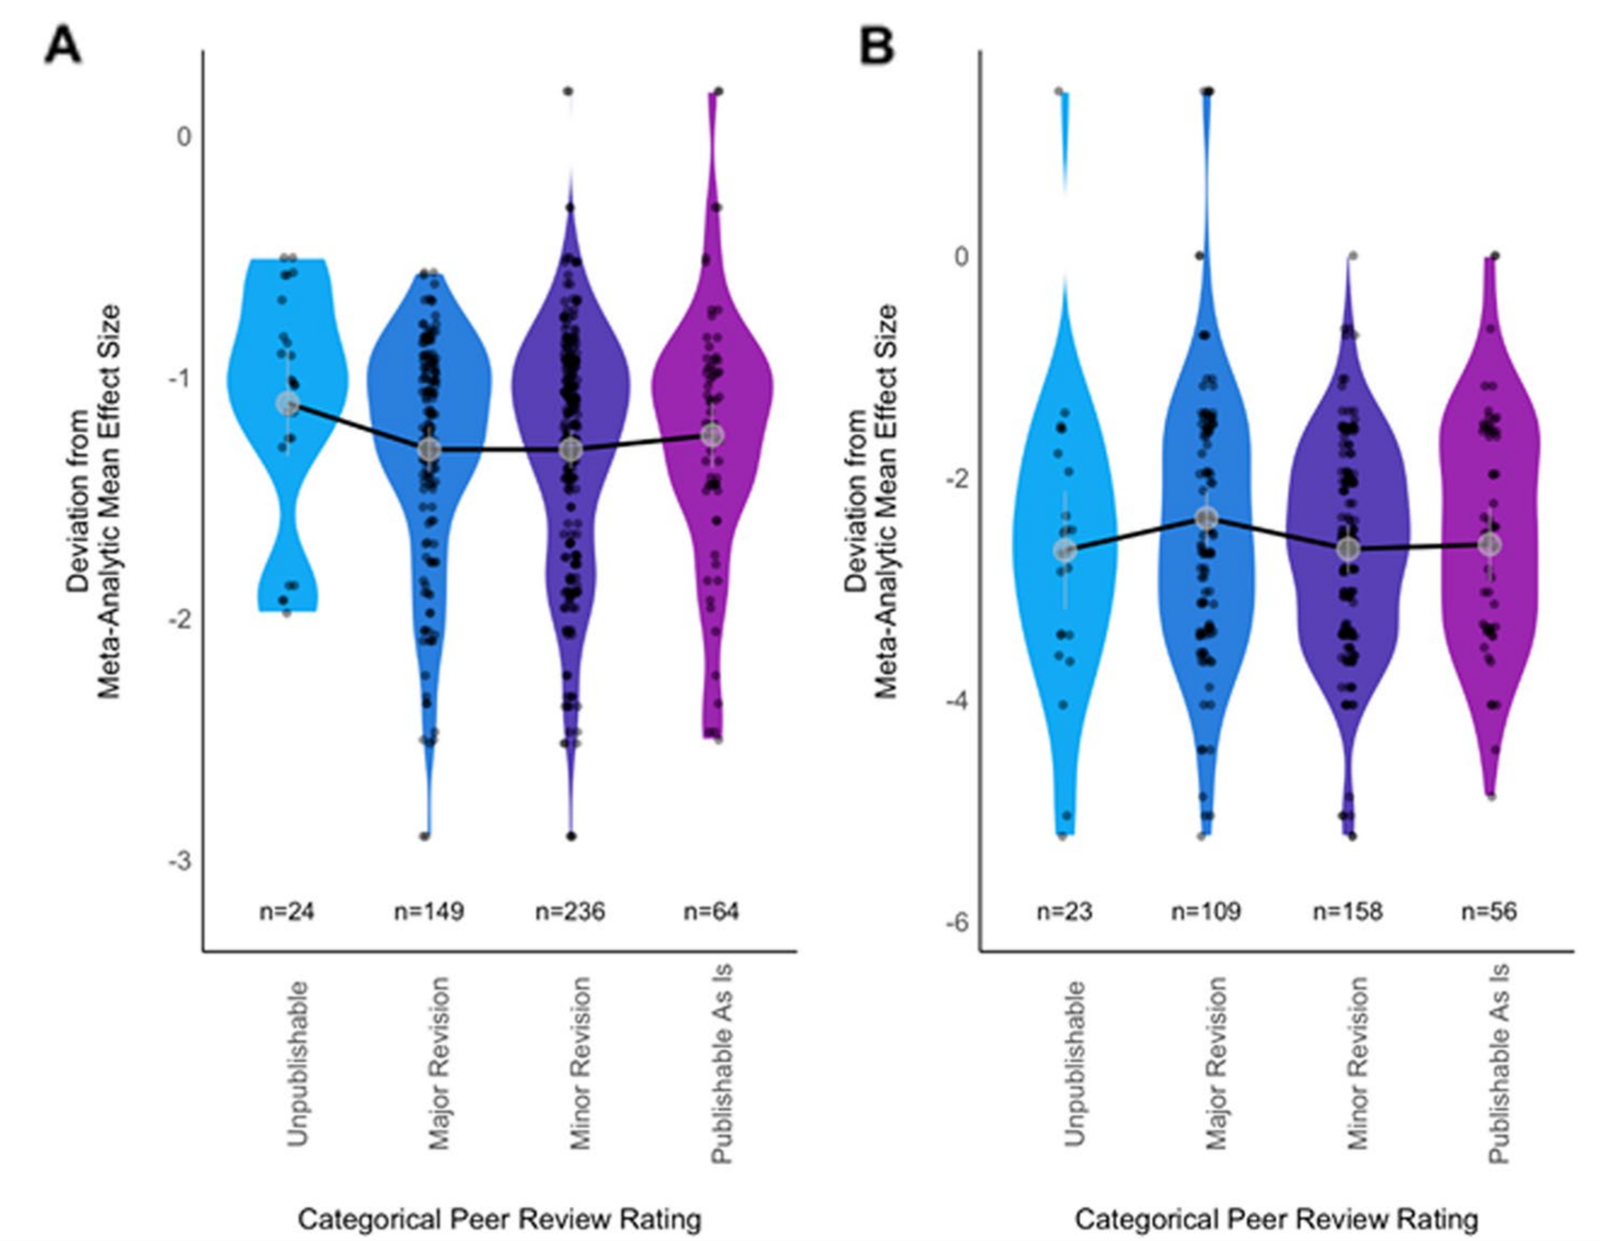 A
Deviation from
Meta-Analytic Mean Effect Size
0
-1
-2
-3
n=24
n=149
n=236
n=64
Unpublishable
Major Revision
Minor Revision
Publishable As Is
Categorical Peer Review Rating
B
Deviation from
Meta-Analytic Mean Effect Size
0
-2
-4
-6
n=23
n=109
n=158
n=56
Unpublishable
Major Revision
Minor Revision
Publishable As Is
Categorical Peer Review Rating